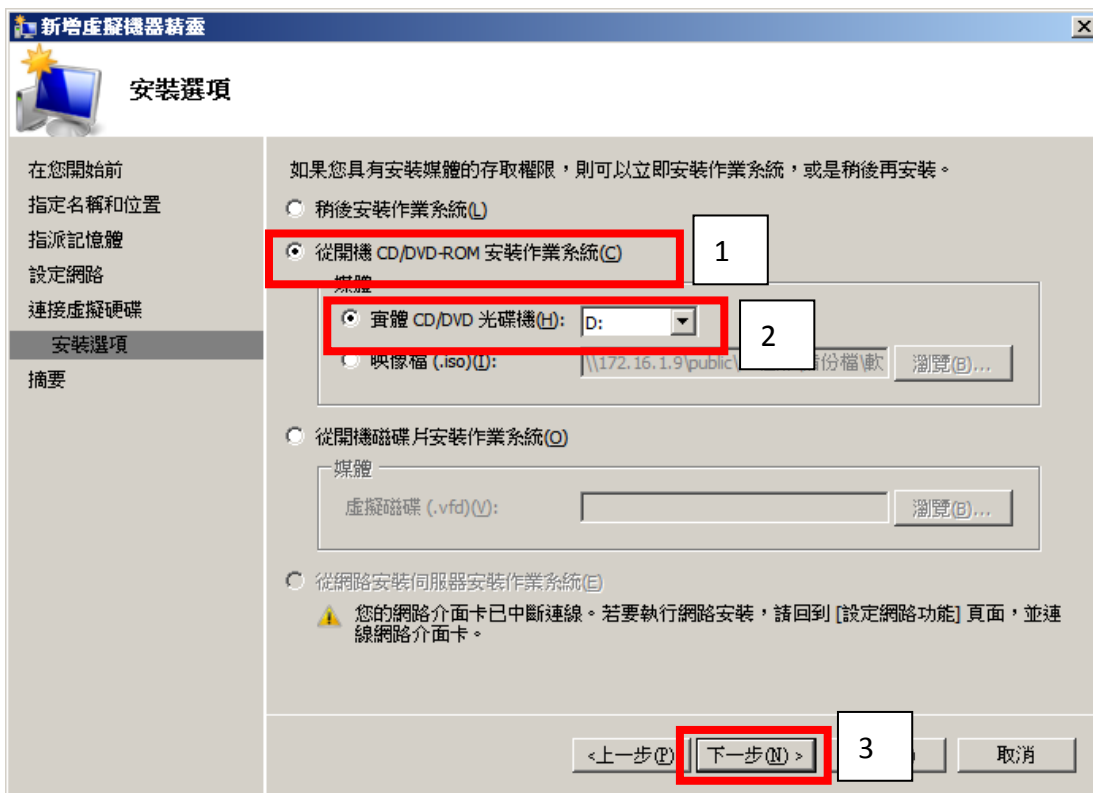 新增虛擬機器精靈
安裝選項
在您開始前
指定名稱和位置
指派記憶體
設定網路
連接虛擬硬碟
安裝選項
摘要
如果您具有安裝媒體的存取權限，則可以立即安裝作業系統，或是稍後再安裝。
稍後安裝作業系統(L)
從開機 CD/DVD-ROM 安裝作業系統(C)
1
媒體
實體 CD/DVD 光碟機(H): D:
2
映像檔 (.iso)(I): \\172.16.1.9\public\ 備份檔\軟 瀏覽(B)...
從開機磁碟片安裝作業系統(O)
媒體
虛擬磁碟 (.vfd)(V): 瀏覽(B)...
從網路安裝伺服器安裝作業系統(E)
您的網路介面卡已中斷連線。若要執行網路安裝，請回到 [設定網路功能] 頁面，並連
線網路介面卡。
<上一步(P) 下一步(N) > 3 取消